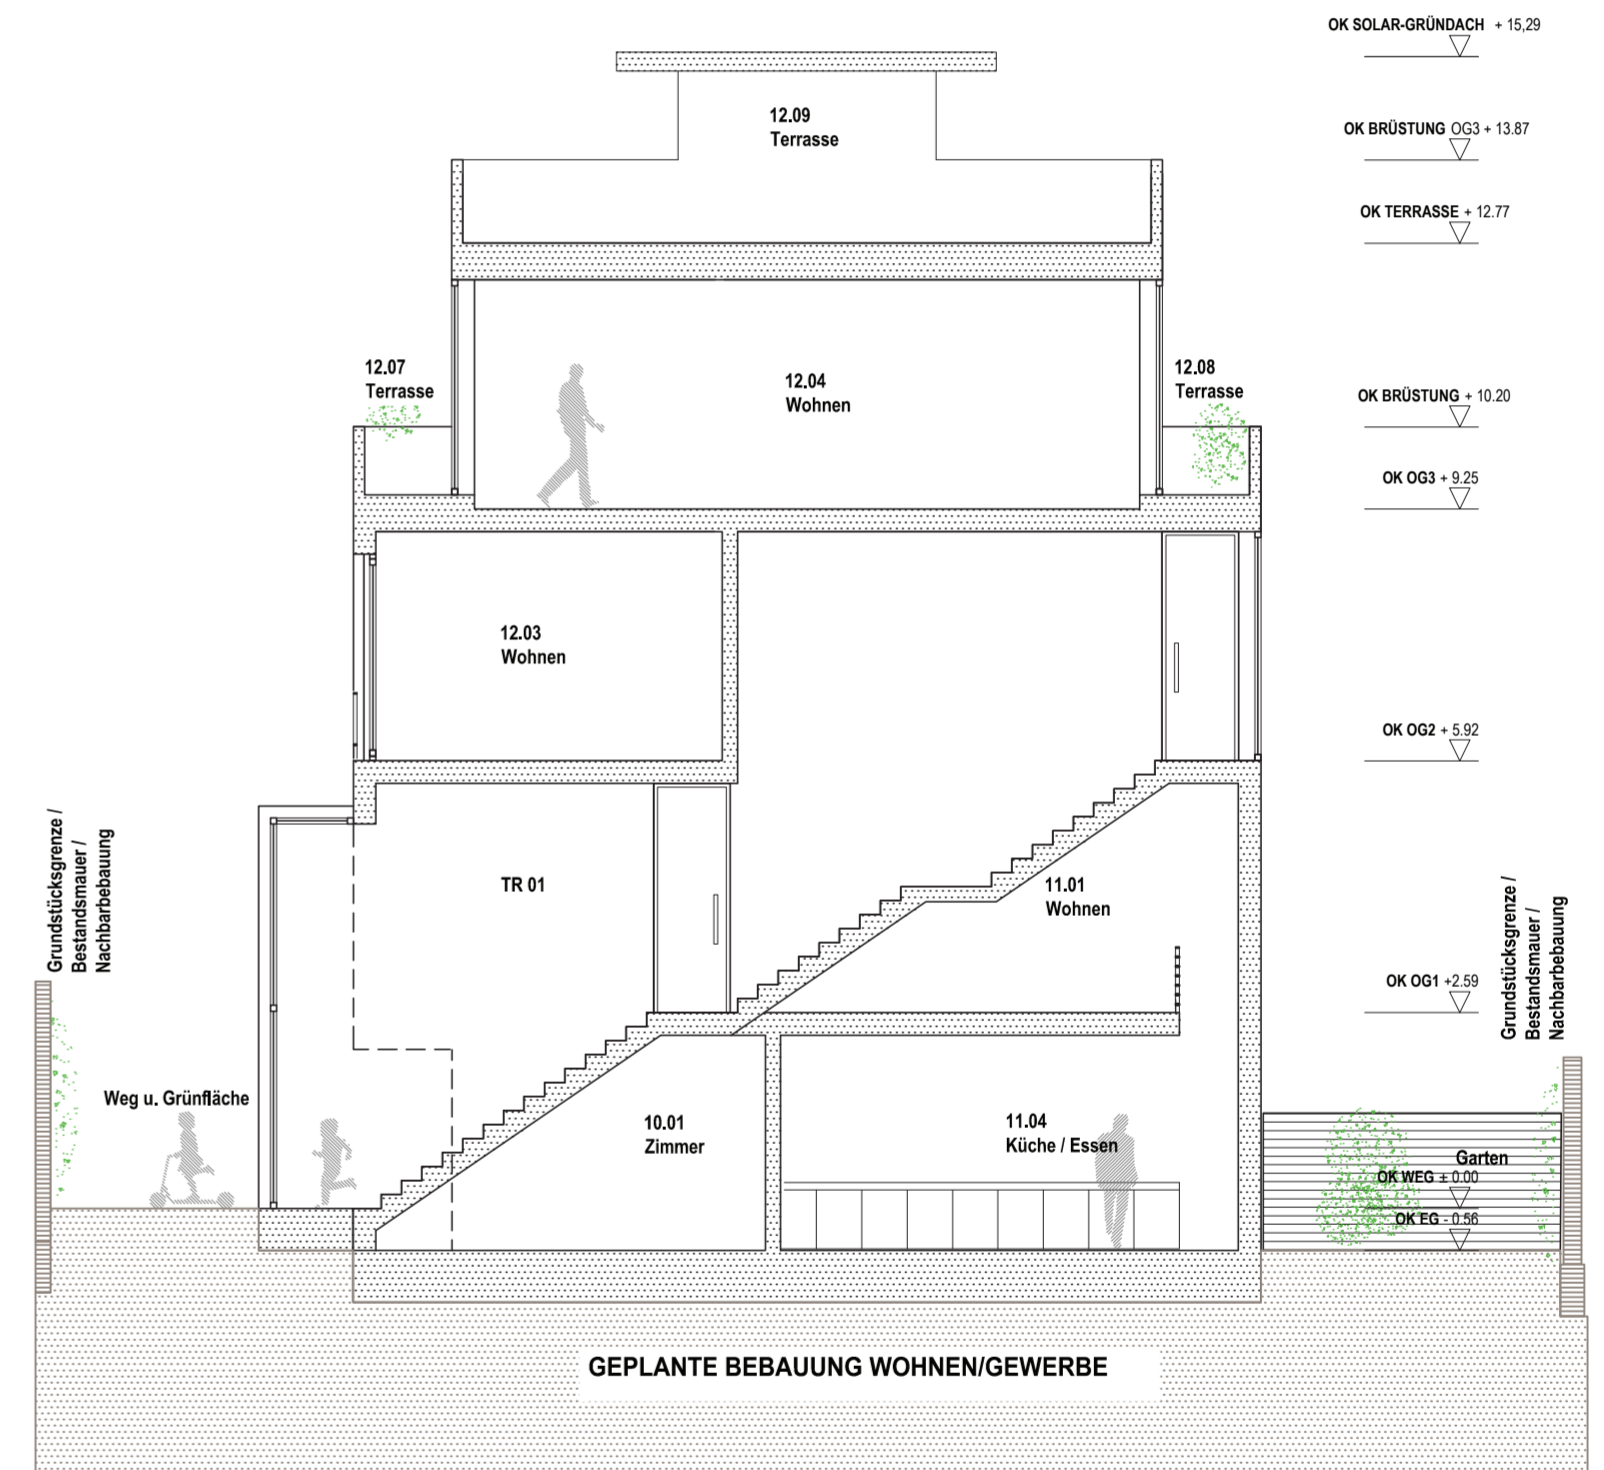 OK SOLAR-GRÜNDACH + 15,29
12.09
Terrasse
OK BRÜSTUNG OG3 + 13.87
OK TERRASSE + 12.77
12.07
Terrasse
12.04
Wohnen
12.08
Terrasse
OK BRÜSTUNG + 10.20
OK OG3 + 9.25
12.03
Wohnen
OK OG2 + 5.92
Grundstücksgrenze /
Bestandsmauer /
Nachbarbebauung
TR 01
11.01
Wohnen
OK OG1 +2.59
Grundstücksgrenze /
Bestandsmauer /
Nachbarbebauung
Weg u. Grünfläche
10.01
Zimmer
11.04
Küche / Essen
Garten
OK WEG ± 0.00
OK EG - 0.56
GEPLANTE BEBAUUNG WOHNEN/GEWERBE